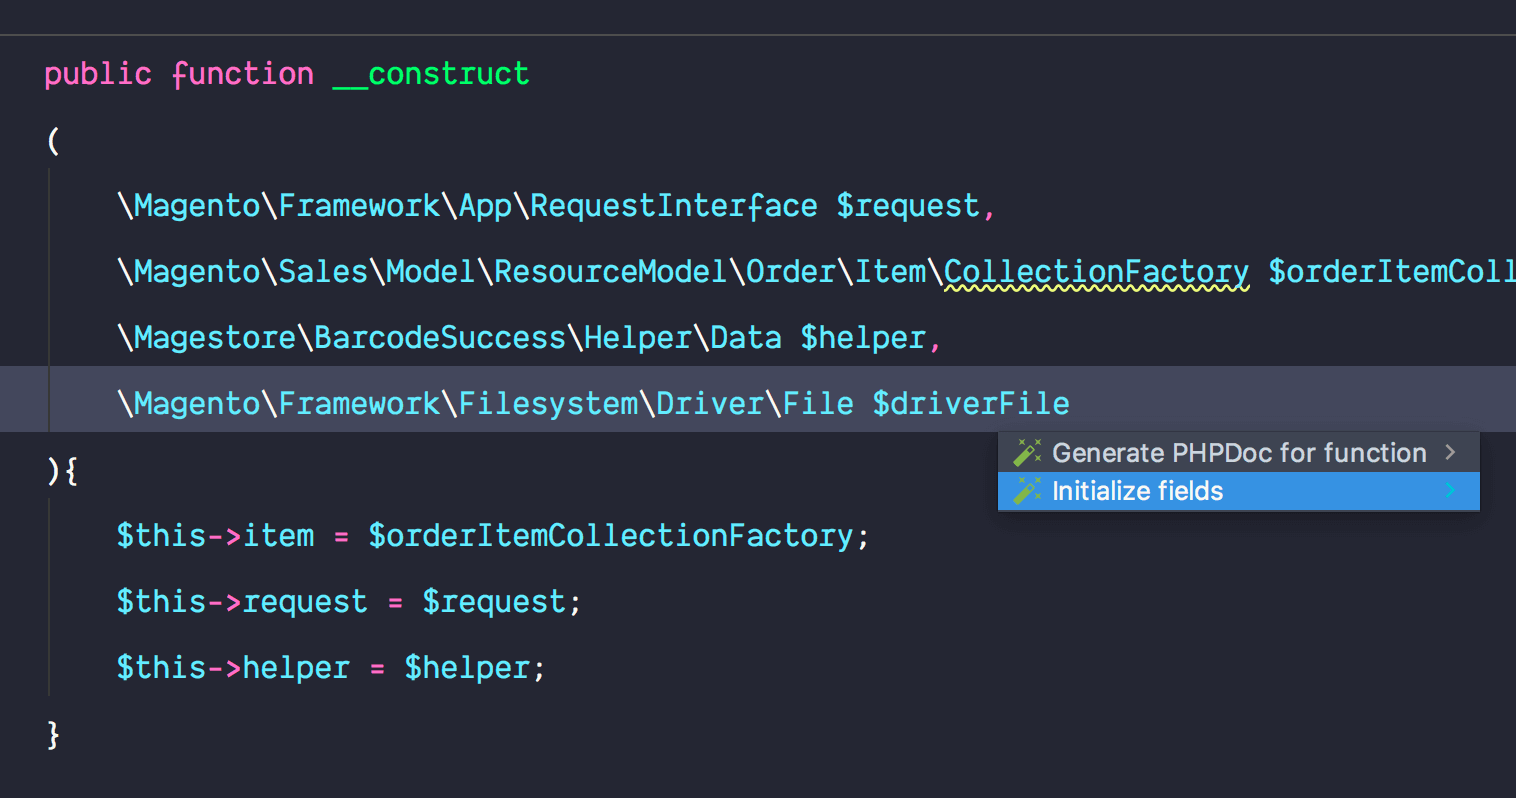 public function __construct
(
\Magento\Framework\App\RequestInterface $request,
\Magento\Sales\Model\ResourceModel\Order\Item\CollectionFactory $orderItemColl
\Magestore\BarcodeSuccess\Helper\Data $helper,
\Magento\Framework\Filesystem\Driver\File $driverFile
Generate PHPDoc for function >
){
Initialize fields >
$this->item = $orderItemCollectionFactory;
$this->request = $request;
$this->helper = $helper;
}